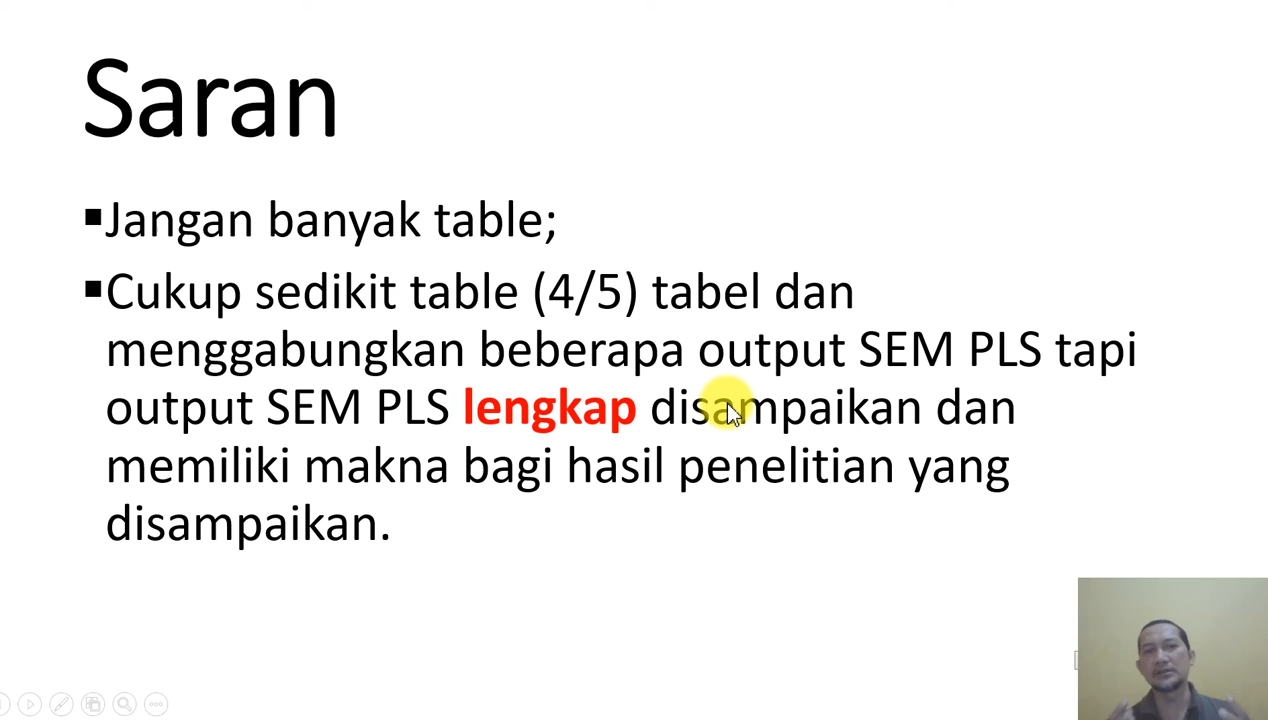 Saran
▪Jangan banyak table;
▪Cukup sedikit table (4/5) tabel dan
menggabungkan beberapa output SEM PLS tapi
output SEM PLS lengkap disampaikan dan
memiliki makna bagi hasil penelitian yang
disampaikan.